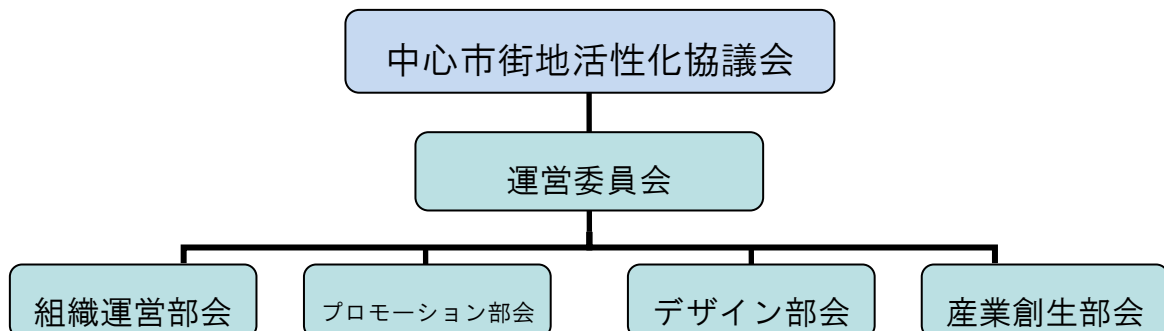 中心市街地活性化協議会
運営委員会
組織運営部会
プロモーション部会
デザイン部会
産業創生部会